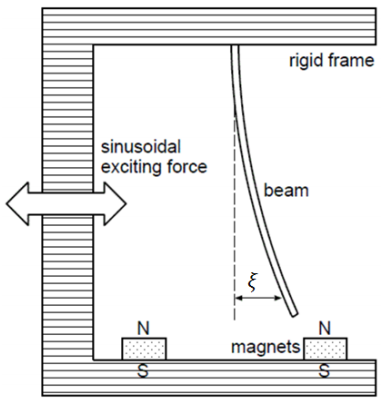 rigid frame
sinusoidal
exciting force
beam
ξ
N
N
magnets
S
S